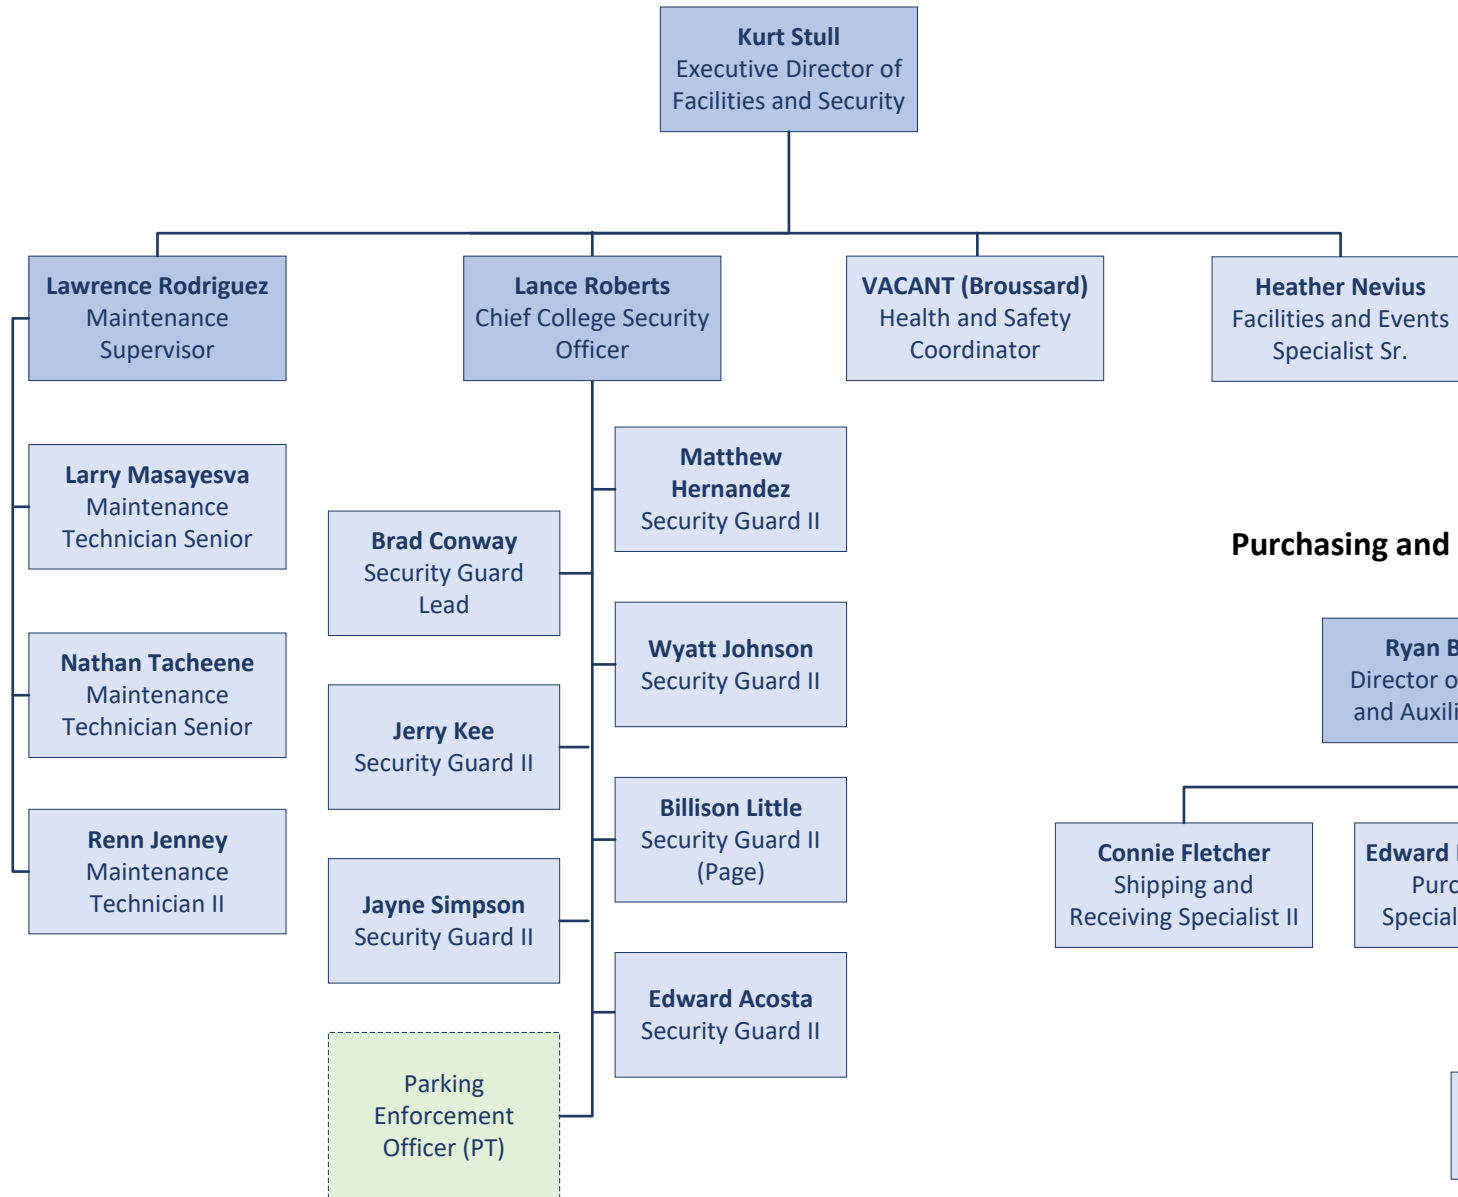 Kurt Stull
Executive Director of
Facilities and Security
Lawrence Rodriguez
Maintenance
Supervisor
Lance Roberts
Chief College Security
Officer
VACANT (Broussard)
Health and Safety
Coordinator
Heather Nevius
Facilities and Events
Specialist Sr.
Larry Masayesva
Maintenance
Technician Senior
Nathan Tacheene
Maintenance
Technician Senior
Renn Jenney
Maintenance
Technician II
Brad Conway
Security Guard
Lead
Jerry Kee
Security Guard II
Jayne Simpson
Security Guard II
Parking
Enforcement
Officer (PT)
Matthew
Hernandez
Security Guard II
Wyatt Johnson
Security Guard II
Billison Little
Security Guard II
(Page)
Edward Acosta
Security Guard II
Purchasing and
Ryan
Director
and
Connie Fletcher
Shipping and
Receiving Specialist II
Edward